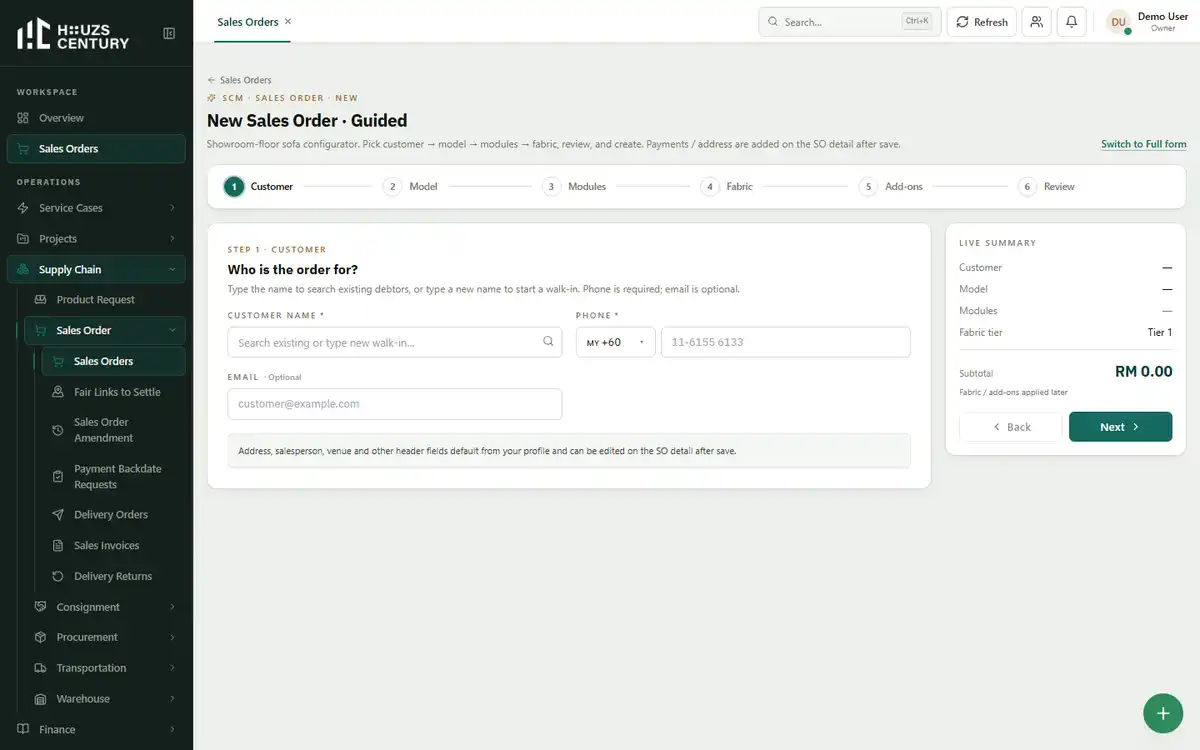 HOUZS
CENTURY
Sales Orders ×
Search...
Ctrl+K
Refresh
DU
Demo User
Owner
WORKSPACE
Overview
Sales Orders
OPERATIONS
Service Cases
Projects
Supply Chain
Product Request
Sales Order
Sales Orders
Fair Links to Settle
Sales Order
Amendment
Payment Backdate
Requests
Delivery Orders
Sales Invoices
Delivery Returns
Consignment
Procurement
Transportation
Warehouse
Finance
← Sales Orders
SCM · SALES ORDER · NEW
New Sales Order · Guided
Showroom-floor sofa configurator. Pick customer → model → modules → fabric, review, and create. Payments / address are added on the SO detail after save.
Switch to Full form
1 Customer
2 Model
3 Modules
4 Fabric
5 Add-ons
6 Review
STEP 1 · CUSTOMER
Who is the order for?
Type the name to search existing debtors, or type a new name to start a walk-in. Phone is required; email is optional.
CUSTOMER NAME *
Search existing or type new walk-in...
PHONE *
MY +60
11-6155 6133
EMAIL · Optional
customer@example.com
Address, salesperson, venue and other header fields default from your profile and can be edited on the SO detail after save.
LIVE SUMMARY
Customer —
Model —
Modules —
Fabric tier Tier 1
Subtotal RM 0.00
Fabric / add-ons applied later
Back
Next